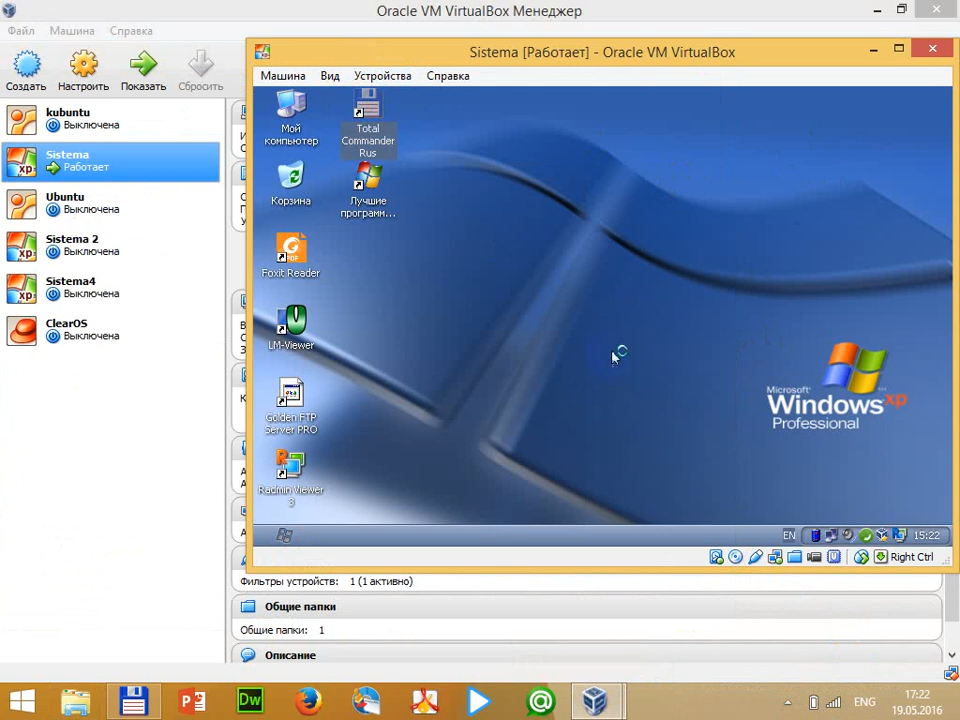 Oracle VM VirtualBox Менеджер
Файл Машина Справка
Создать Настроить Показать Сбросить
kubuntu
Выключена
Sistema
Работает
Ubuntu
Выключена
Sistema 2
Выключена
Sistema4
Выключена
ClearOS
Выключена
Sistema [Работает] - Oracle VM VirtualBox
Машина Вид Устройства Справка
Мой
компьютер
Total
Commander
Rus
Корзина
Лучшие
программ...
Foxit Reader
LM-Viewer
Golden FTP
Server PRO
Radmin Viewer
3
Microsoft
Windows xp
Professional
EN 15:22
Right Ctrl
Фильтры устройств: 1 (1 активно)
Общие папки
Общие папки: 1
Описание
Dw
ENG
17:22
19.05.2016